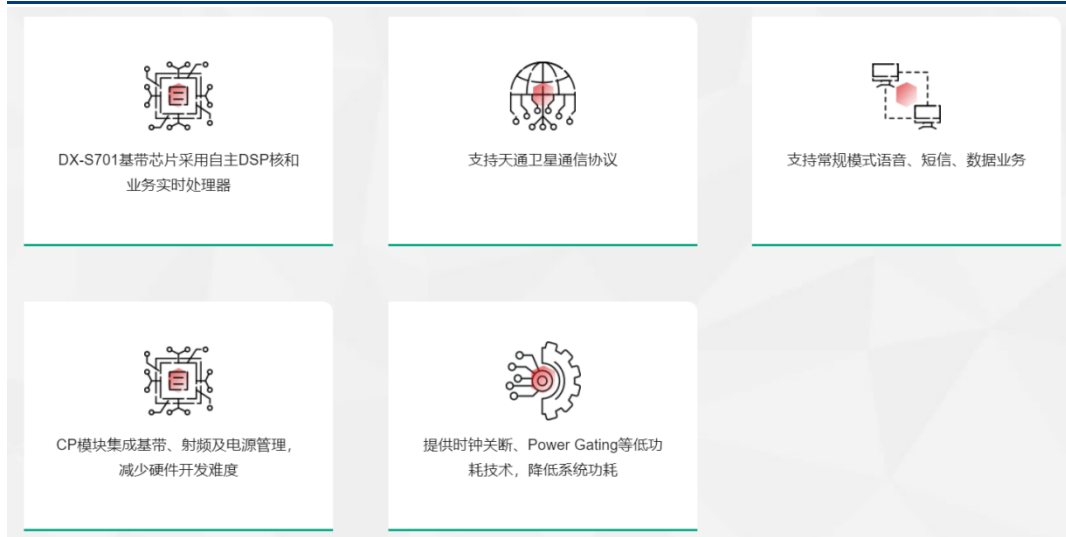 DX-S701基带芯片采用自主DSP核和
业务实时处理器
支持天通卫星通信协议
支持常规模式语音、短信、数据业务
CP模块集成基带、射频及电源管理，
减少硬件开发难度
提供时钟关断、Power Gating等低功
耗技术，降低系统功耗